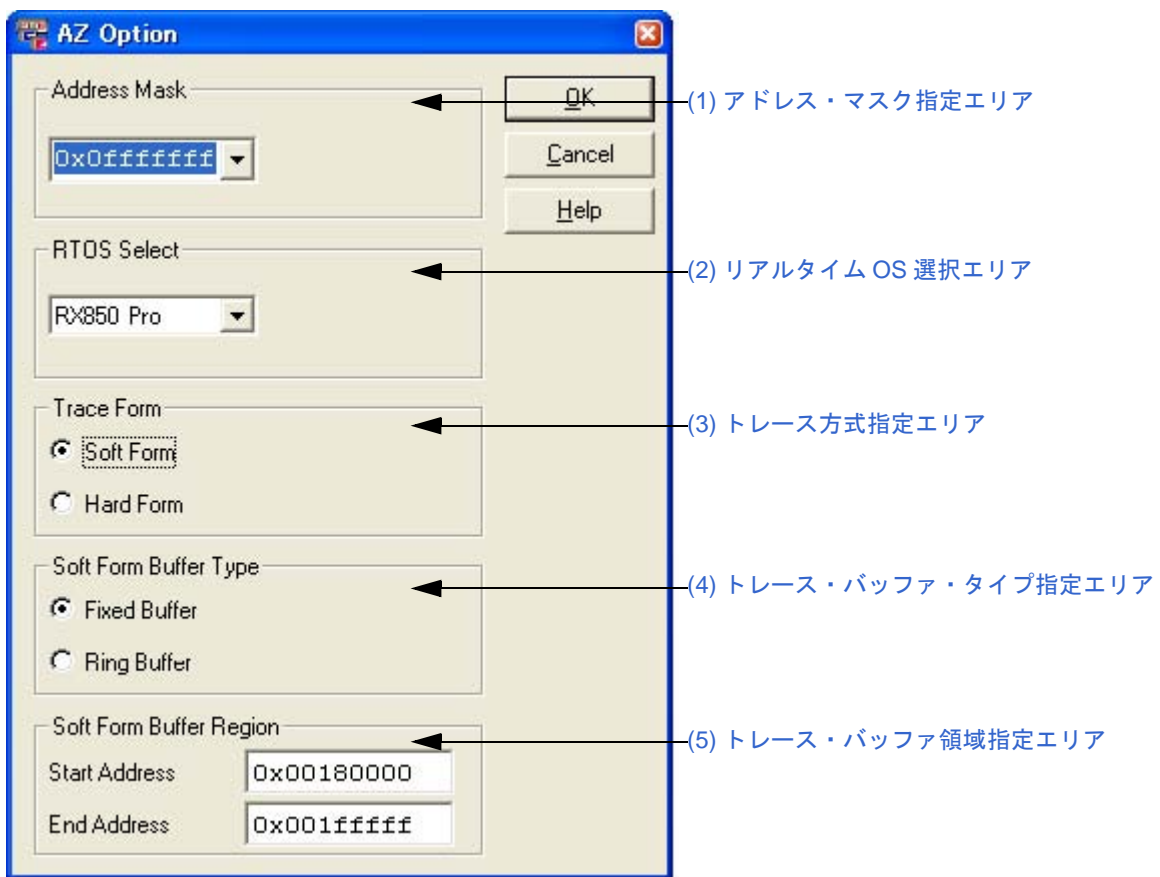 AZ Option
Address Mask
0x0fffffff
OK
Cancel
Help
(1) アドレス・マスク指定エリア
RTOS Select
RX850 Pro
(2) リアルタイム OS 選択エリア
Trace Form
Soft Form
Hard Form
(3) トレース方式指定エリア
Soft Form Buffer Type
Fixed Buffer
Ring Buffer
(4) トレース・バッファ・タイプ指定エリア
Soft Form Buffer Region
Start Address 0x00180000
End Address 0x001fffff
(5) トレース・バッファ領域指定エリア